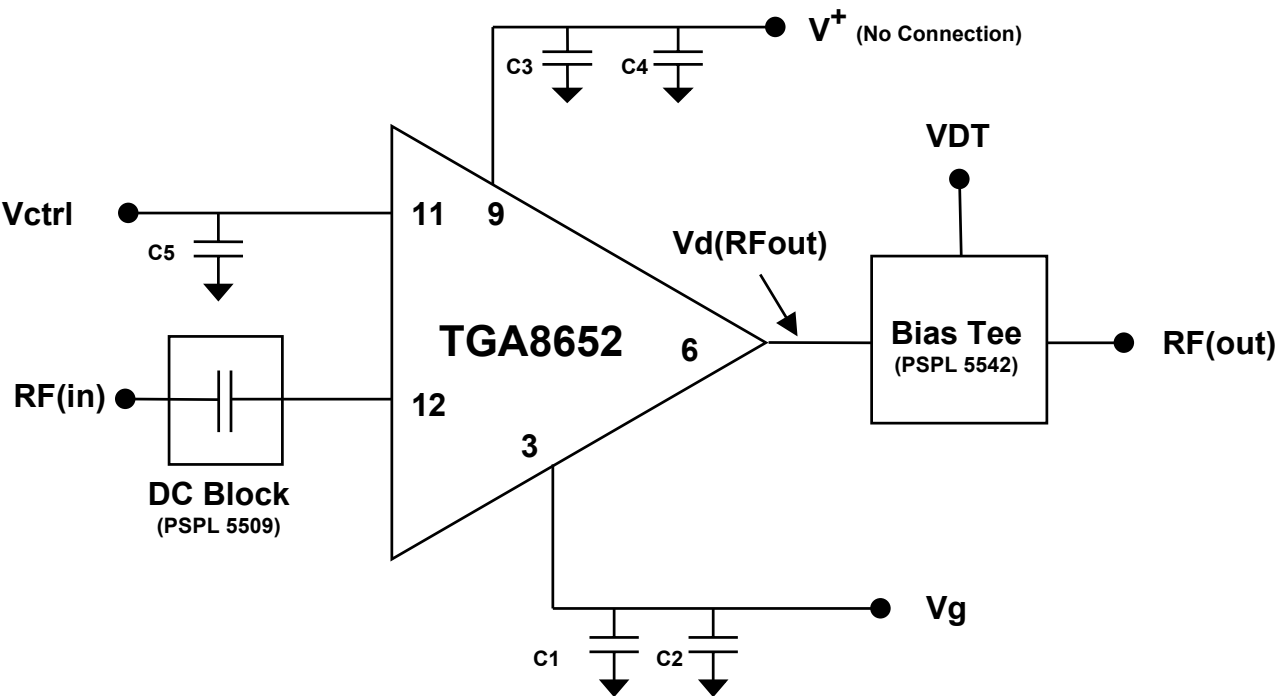 V+ (No Connection)
C3
C4
VDT
Vctrl
11
9
C5
Vd(RFout)
TGA8652
6
Bias Tee
(PSPL 5542)
RF(out)
RF(in)
12
3
DC Block
(PSPL 5509)
Vg
C1
C2